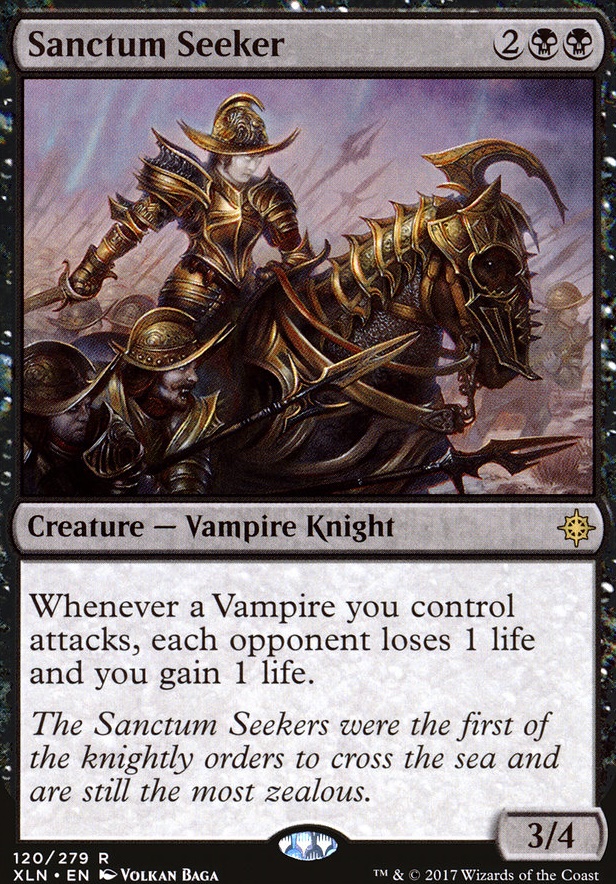 Sanctum Seeker 2
Creature — Vampire Knight
Whenever a Vampire you control
attacks, each opponent loses 1 life
and you gain 1 life.
The Sanctum Seekers were the first of
the knightly orders to cross the sea and
are still the most zealous.
3/4
120/279 R
XLN • EN Volkan Baga
™ & © 2017 Wizards of the Coast